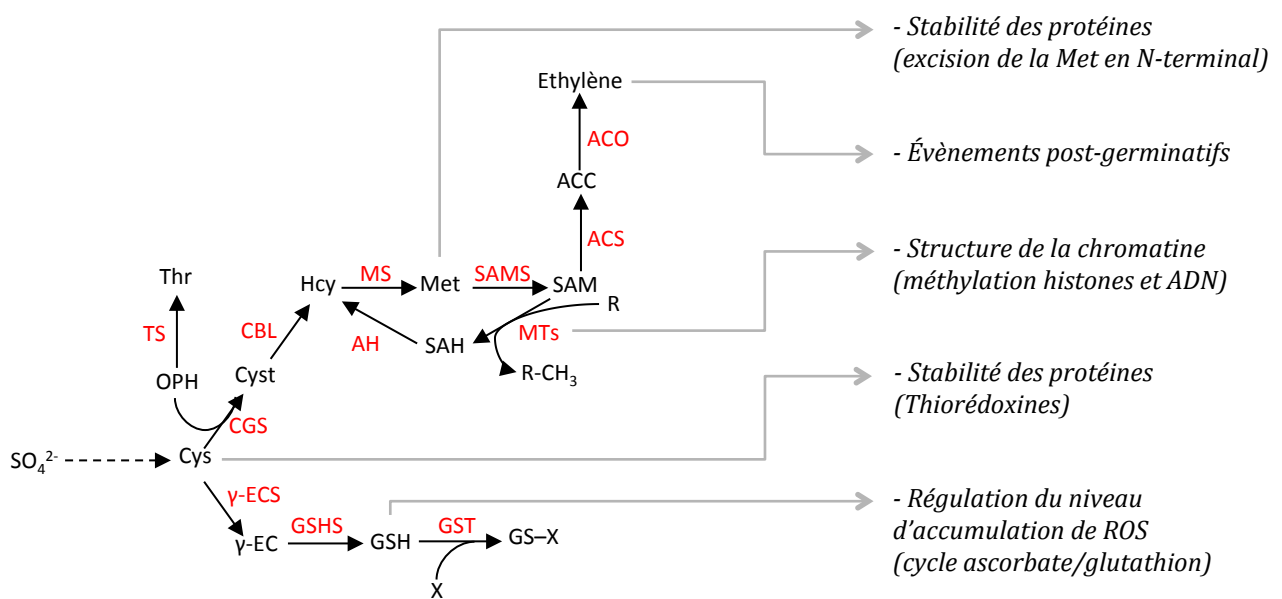 - Stabilité des protéines
(excision de la Met en N-terminal)
Ethylène
ACO
- Évènements post-germinatifs
ACC
ACS
- Structure de la chromatine
(méthylation histones et ADN)
Thr
Hcy
MS
Met
SAMS
SAM
R
TS
CBL
AH
SAH
MTs
OPH
Cyst
R-CH₃
- Stabilité des protéines
(Thiorédoxines)
CGS
SO₄²⁻
Cys
γ-ECS
- Régulation du niveau
d’accumulation de ROS
(cycle ascorbate/glutathion)
γ-EC
GSHS
GSH
GST
GS–X
X